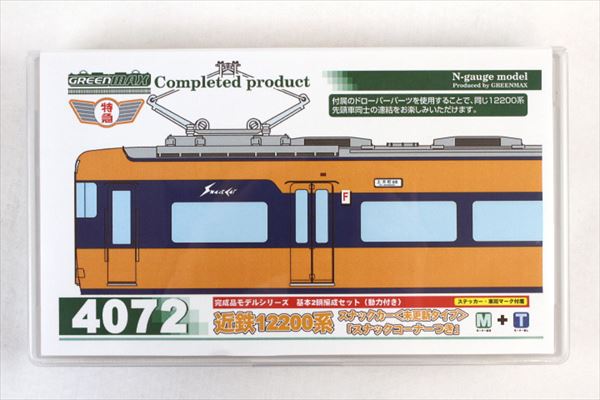 GREENMAX
Completed product
N-gauge model
Produced by GREENMAX
特急
付属のドローバーパーツを使用することで、同じ12200系
先頭車同士の連結をお楽しみいただけます。
Snack Car
F
4072
完成品モデルシリーズ 基本2輌編成セット(動力付き)
ステッカー・車両マーク付属
近鉄12200系
スナックカー<未更新タイプ>
『スナックコーナーつき』
M + T